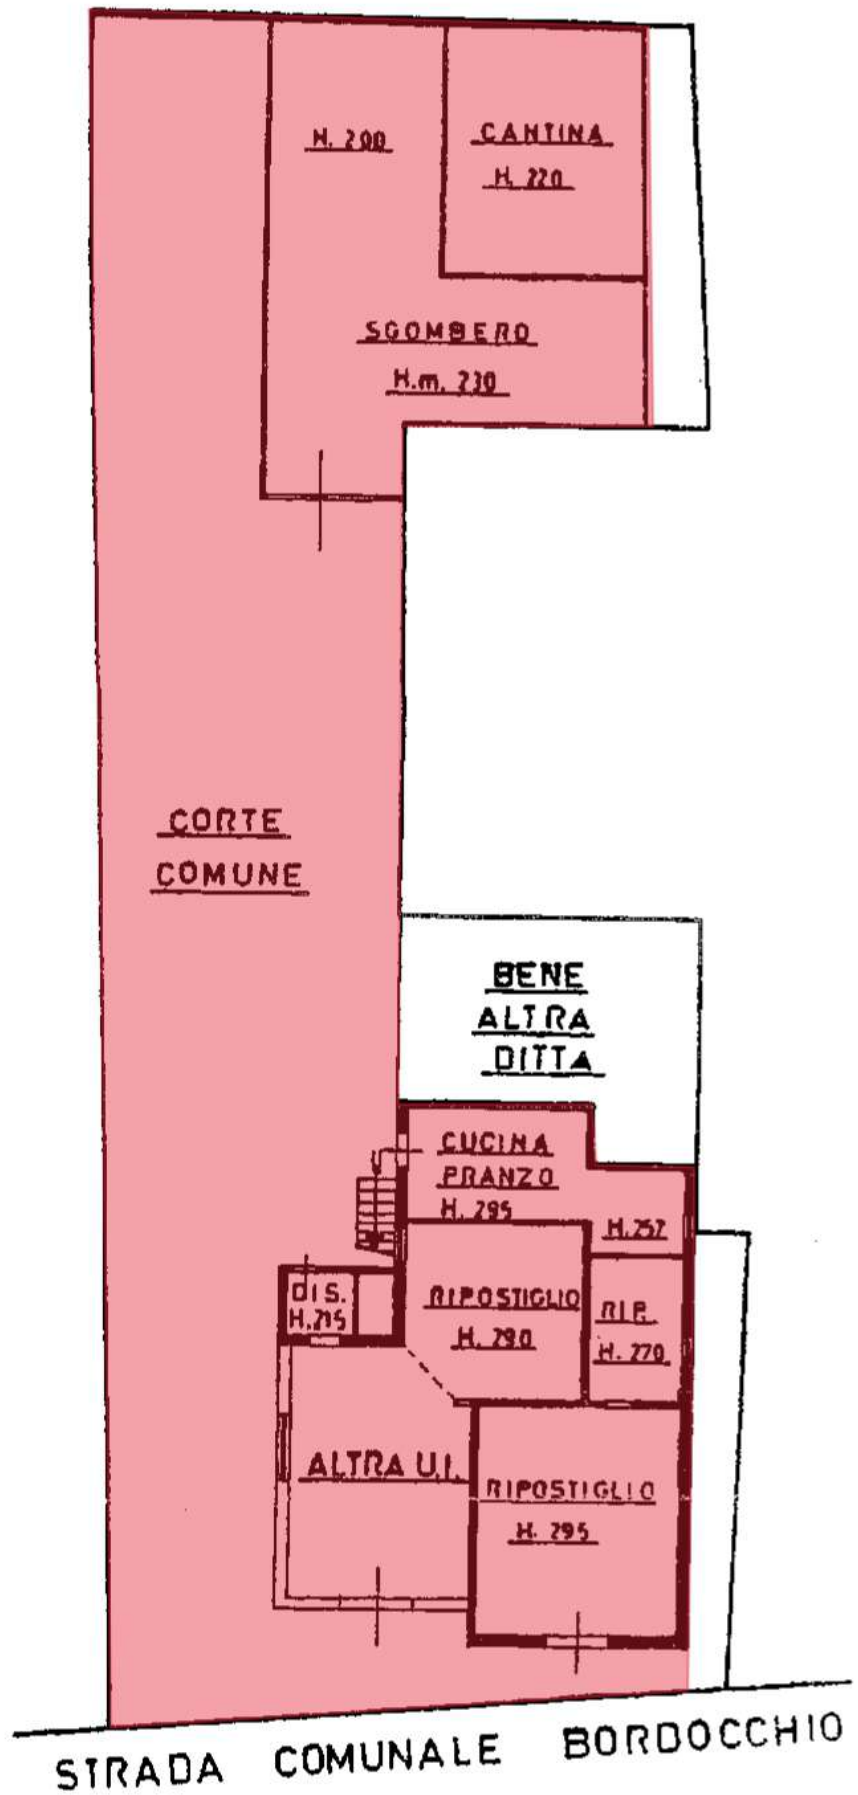 H. 200
CANTINA
H. 220
SGOMBERO
H.m. 230
CORTE
COMUNE
BENE
ALTRA
DITTA
CUCINA
PRANZO
H. 295
H. 257
DIS.
H. 215
RIPOSTIGLIO
H. 290
RIP.
H. 270
ALTRA U.I.
RIPOSTIGLIO
H. 295
STRADA COMUNALE BORDOCCHIO